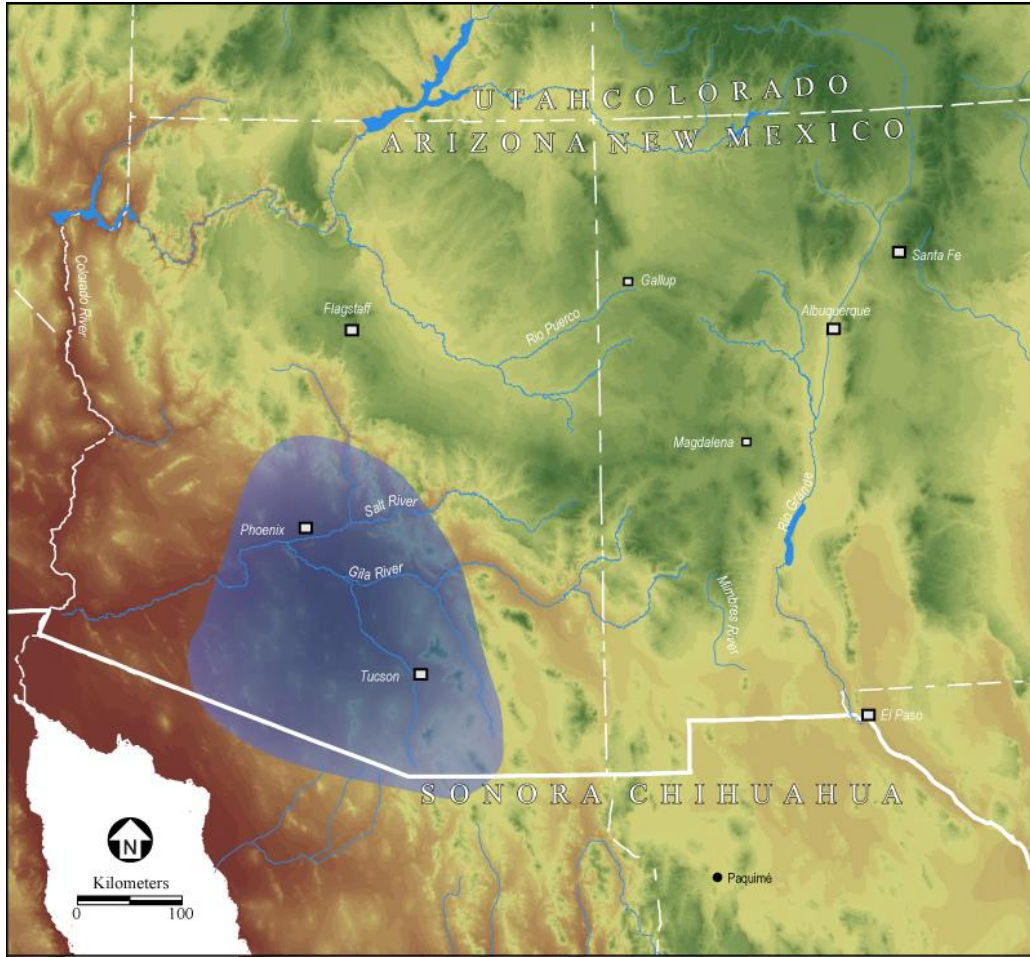 UTAH COLORADO
ARIZONA NEW MEXICO
Colorado River
Santa Fe
Gallup
Flagstaff
Rio Puerco
Albuquerque
Magdalena
Rio Grande
Salt River
Phoenix
Gila River
Mimbres River
Tucson
El Paso
SONORA CHIHUAHUA
N
Kilometers
0 100
Paquimé